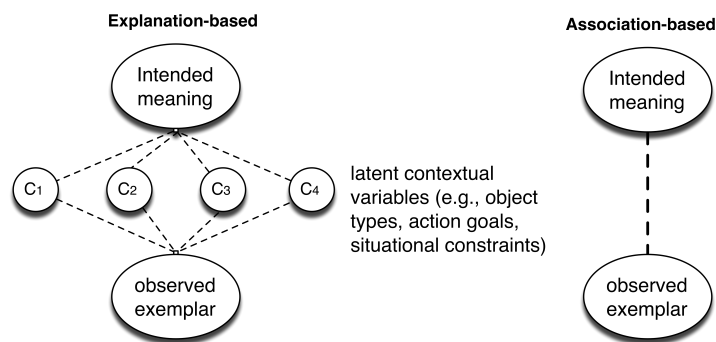 Explanation-based
Association-based
Intended
meaning
Intended
meaning
C1
C2
C3
C4
latent contextual
variables (e.g., object
types, action goals,
situational constraints)
observed
exemplar
observed
exemplar